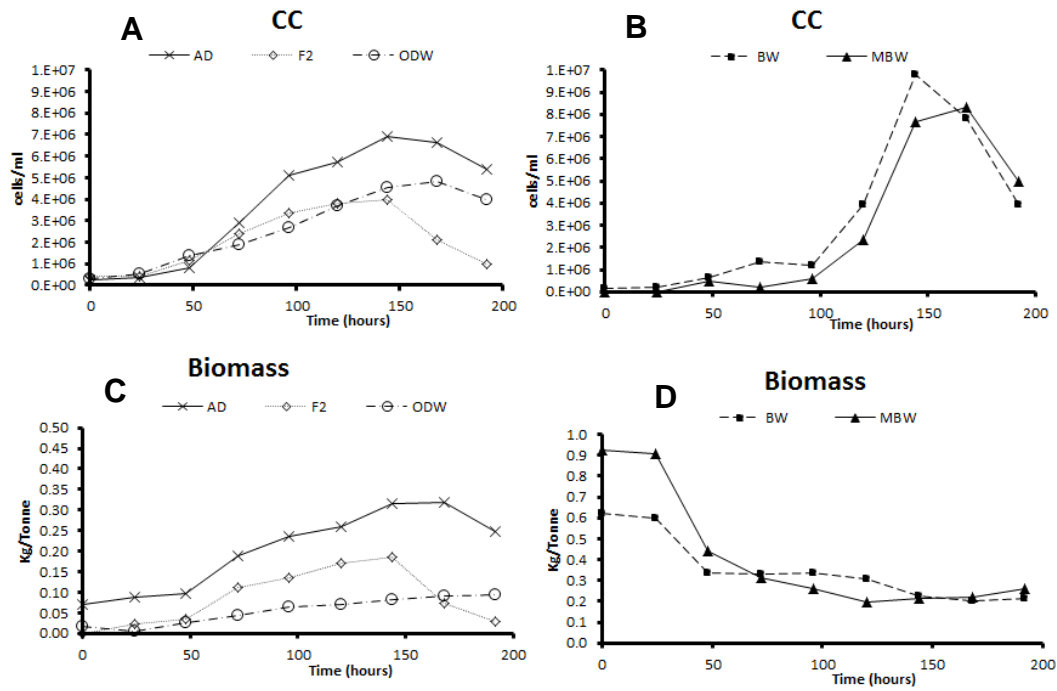 A
CC
AD F2 ODW
1.E+07
9.E+06
8.E+06
7.E+06
6.E+06
5.E+06
4.E+06
3.E+06
2.E+06
1.E+06
0.E+00
cells/ml
0 50 100 150 200
Time (hours)
B
CC
BW MBW
1.E+07
9.E+06
8.E+06
7.E+06
6.E+06
5.E+06
4.E+06
3.E+06
2.E+06
1.E+06
0.E+00
cells/ml
0 50 100 150 200
Time (hours)
Biomass
C
AD F2 ODW
0.50
0.45
0.40
0.35
0.30
0.25
0.20
0.15
0.10
0.05
0.00
Kg/Tonne
0 50 100 150 200
Time (hours)
Biomass
D
BW MBW
1.0
0.9
0.8
0.7
0.6
0.5
0.4
0.3
0.2
0.1
0.0
Kg/Tonne
0 50 100 150 200
Time (hours)